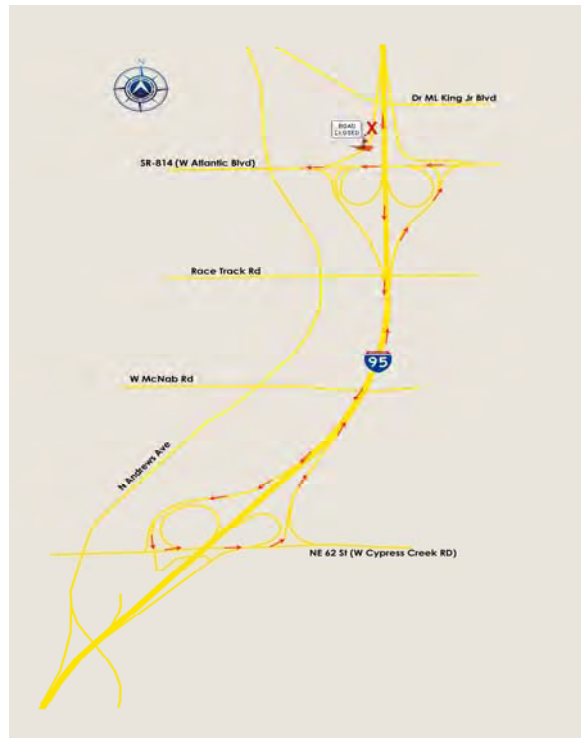 N
Dr ML King Jr Blvd
ROAD
CLOSED
X
SR-814 (W Atlantic Blvd)
Race Track Rd
95
W McNab Rd
N Andrews Ave
NE 62 St (W Cypress Creek RD)